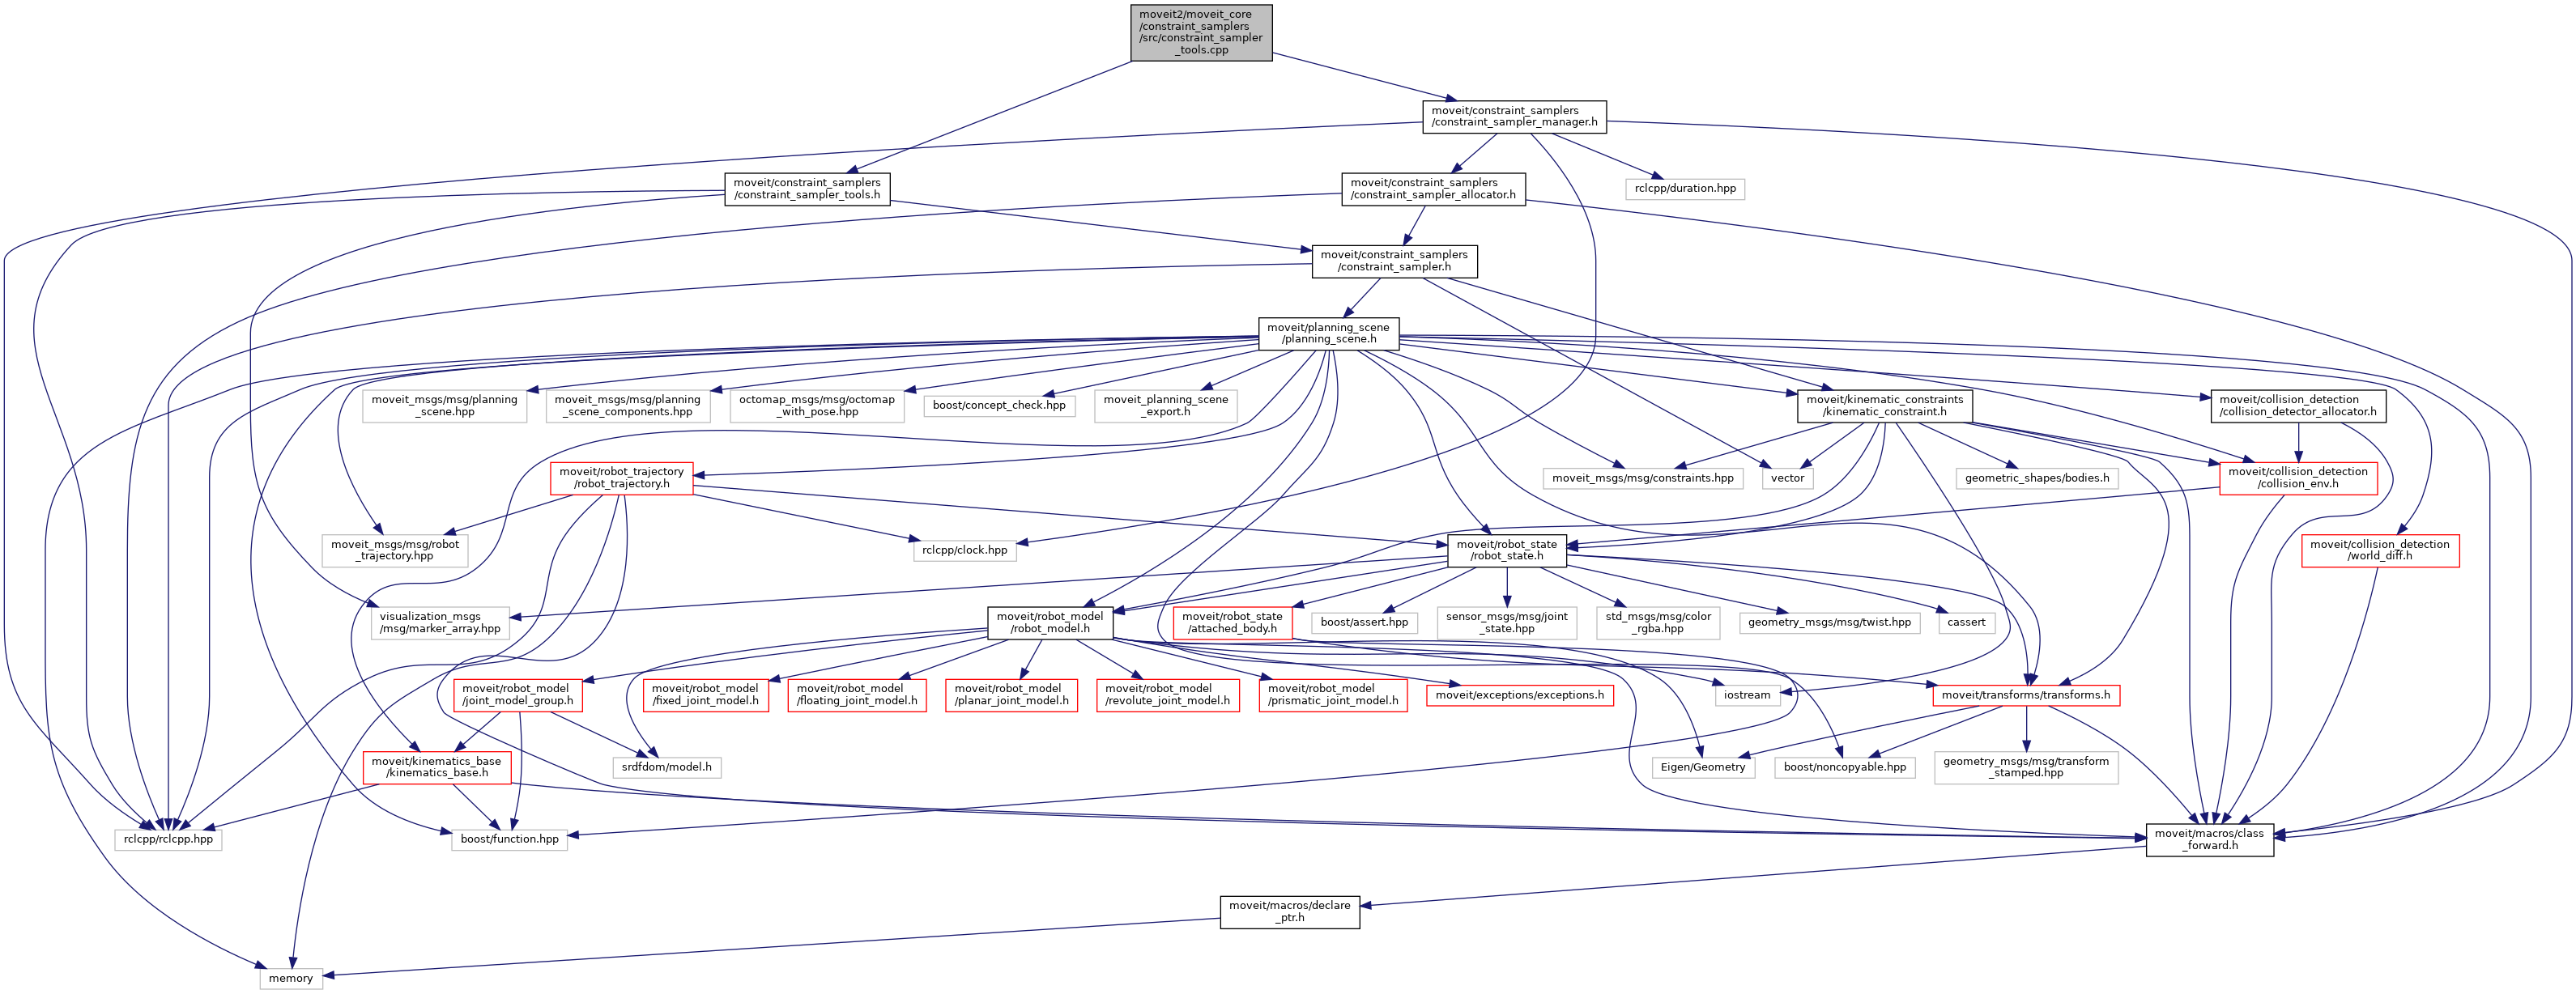 moveit2/moveit_core
/constraint_samplers
/src/constraint_sampler
_tools.cpp
moveit/constraint_samplers
/constraint_sampler_manager.h
moveit/constraint_samplers
/constraint_sampler_tools.h
moveit/constraint_samplers
/constraint_sampler_allocator.h
rclcpp/duration.hpp
moveit/constraint_samplers
/constraint_sampler.h
moveit/planning_scene
/planning_scene.h
moveit_msgs/msg/planning
_scene.hpp
moveit_msgs/msg/planning
_scene_components.hpp
octomap_msgs/msg/octomap
_with_pose.hpp
boost/concept_check.hpp
moveit_planning_scene
_export.h
moveit/kinematic_constraints
/kinematic_constraint.h
moveit/collision_detection
/collision_detector_allocator.h
moveit/robot_trajectory
/robot_trajectory.h
moveit_msgs/msg/constraints.hpp
vector
geometric_shapes/bodies.h
moveit/collision_detection
/collision_env.h
moveit_msgs/msg/robot
_trajectory.hpp
rclcpp/clock.hpp
moveit/robot_state
/robot_state.h
moveit/collision_detection
/world_diff.h
visualization_msgs
/msg/marker_array.hpp
moveit/robot_model
/robot_model.h
moveit/robot_state
/attached_body.h
boost/assert.hpp
sensor_msgs/msg/joint
_state.hpp
std_msgs/msg/color
_rgba.hpp
geometry_msgs/msg/twist.hpp
cassert
moveit/robot_model
/joint_model_group.h
moveit/robot_model
/fixed_joint_model.h
moveit/robot_model
/floating_joint_model.h
moveit/robot_model
/planar_joint_model.h
moveit/robot_model
/revolute_joint_model.h
moveit/robot_model
/prismatic_joint_model.h
moveit/exceptions/exceptions.h
iostream
moveit/transforms/transforms.h
moveit/kinematics_base
/kinematics_base.h
srdfdom/model.h
Eigen/Geometry
boost/noncopyable.hpp
geometry_msgs/msg/transform
_stamped.hpp
rclcpp/rclcpp.hpp
boost/function.hpp
moveit/macros/class
_forward.h
moveit/macros/declare
_ptr.h
memory